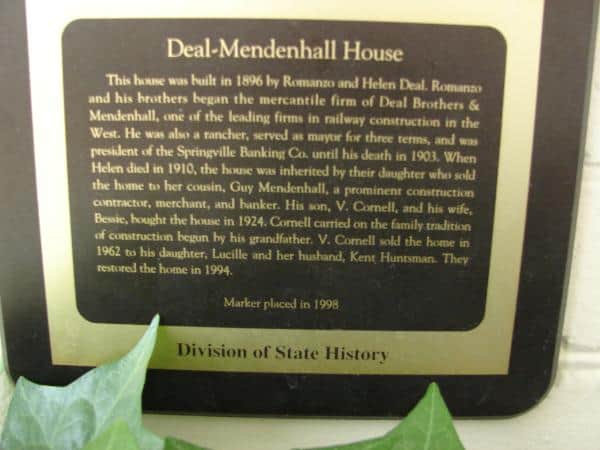 Deal-Mendenhall House
This house was built in 1896 by Romanzo and Helen Deal. Romanzo
and his brothers began the mercantile firm of Deal Brothers &
Mendenhall, one of the leading firms in railway construction in the
West. He was also a rancher, served as mayor for three terms, and was
president of the Springville Banking Co. until his death in 1903. When
Helen died in 1910, the house was inherited by their daughter who sold
the home to her cousin, Guy Mendenhall, a prominent construction
contractor, merchant, and banker. His son, V. Cornell, and his wife,
Bessie, bought the house in 1924. Cornell carried on the family tradition
of construction begun by his grandfather. V. Cornell sold the home in
1962 to his daughter, Lucille and her husband, Kent Huntsman. They
restored the home in 1994.
Marker placed in 1998
Division of State History